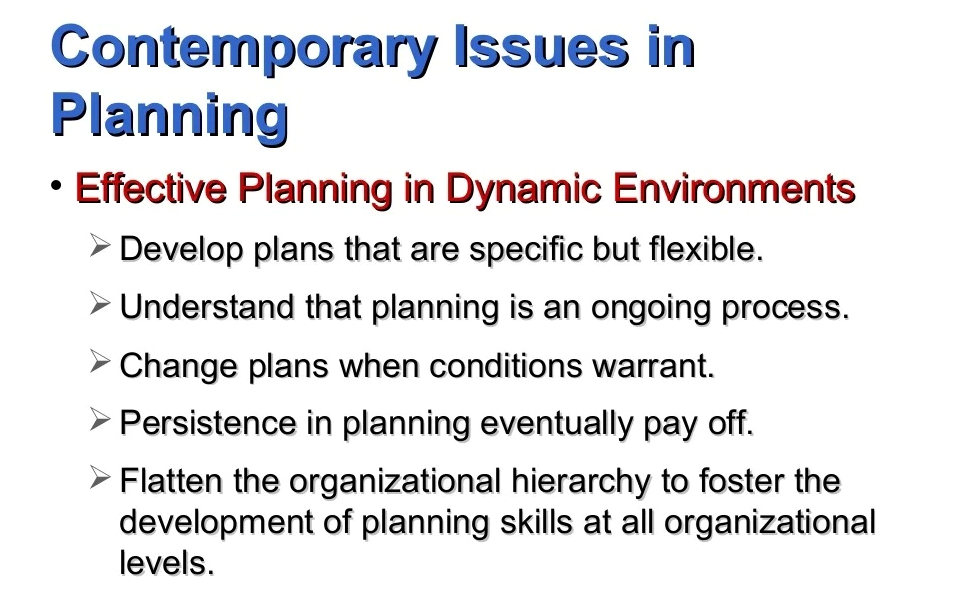 Contemporary Issues in
Planning
• Effective Planning in Dynamic Environments
➢ Develop plans that are specific but flexible.
➢ Understand that planning is an ongoing process.
➢ Change plans when conditions warrant.
➢ Persistence in planning eventually pay off.
➢ Flatten the organizational hierarchy to foster the
development of planning skills at all organizational
levels.